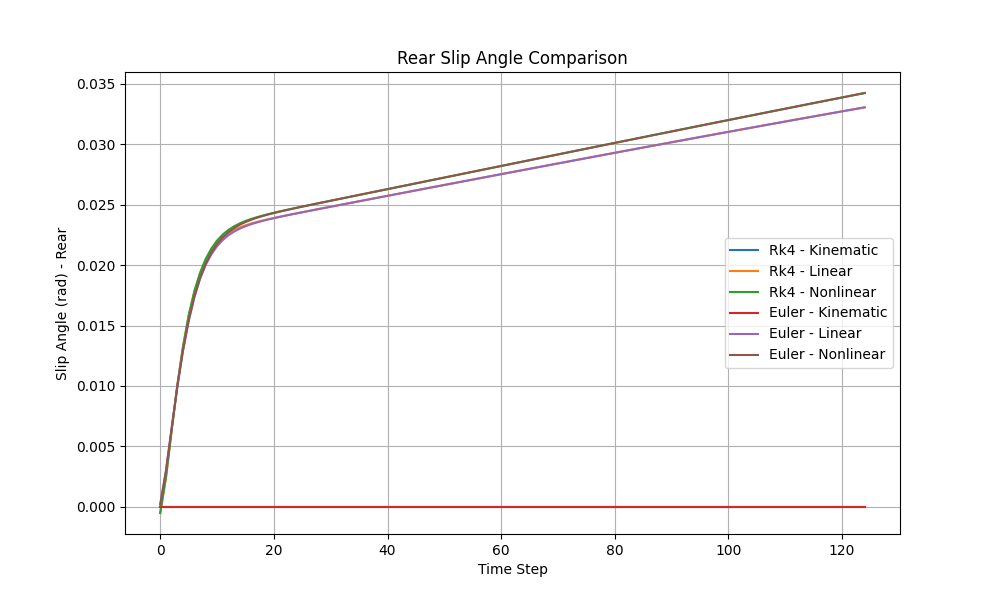 Rear Slip Angle Comparison
Slip Angle (rad) - Rear
0.035
0.030
0.025
0.020
0.015
0.010
0.005
0.000
Rk4 - Kinematic
Rk4 - Linear
Rk4 - Nonlinear
Euler - Kinematic
Euler - Linear
Euler - Nonlinear
0 20 40 60 80 100 120
Time Step